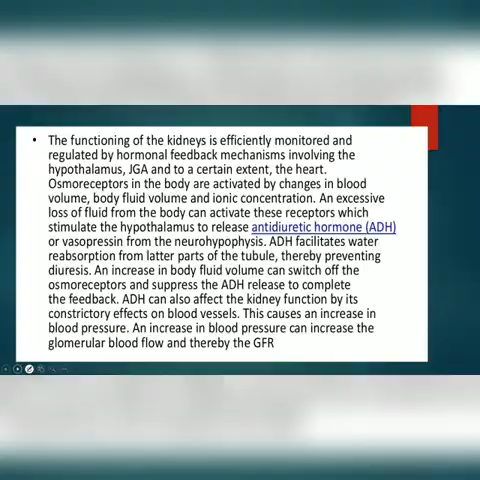 • The functioning of the kidneys is efficiently monitored and
regulated by hormonal feedback mechanisms involving the
hypothalamus, JGA and to a certain extent, the heart.
Osmoreceptors in the body are activated by changes in blood
volume, body fluid volume and ionic concentration. An excessive
loss of fluid from the body can activate these receptors which
stimulate the hypothalamus to release antidiuretic hormone (ADH)
or vasopressin from the neurohypophysis. ADH facilitates water
reabsorption from latter parts of the tubule, thereby preventing
diuresis. An increase in body fluid volume can switch off the
osmoreceptors and suppress the ADH release to complete
the feedback. ADH can also affect the kidney function by its
constrictory effects on blood vessels. This causes an increase in
blood pressure. An increase in blood pressure can increase the
glomerular blood flow and thereby the GFR